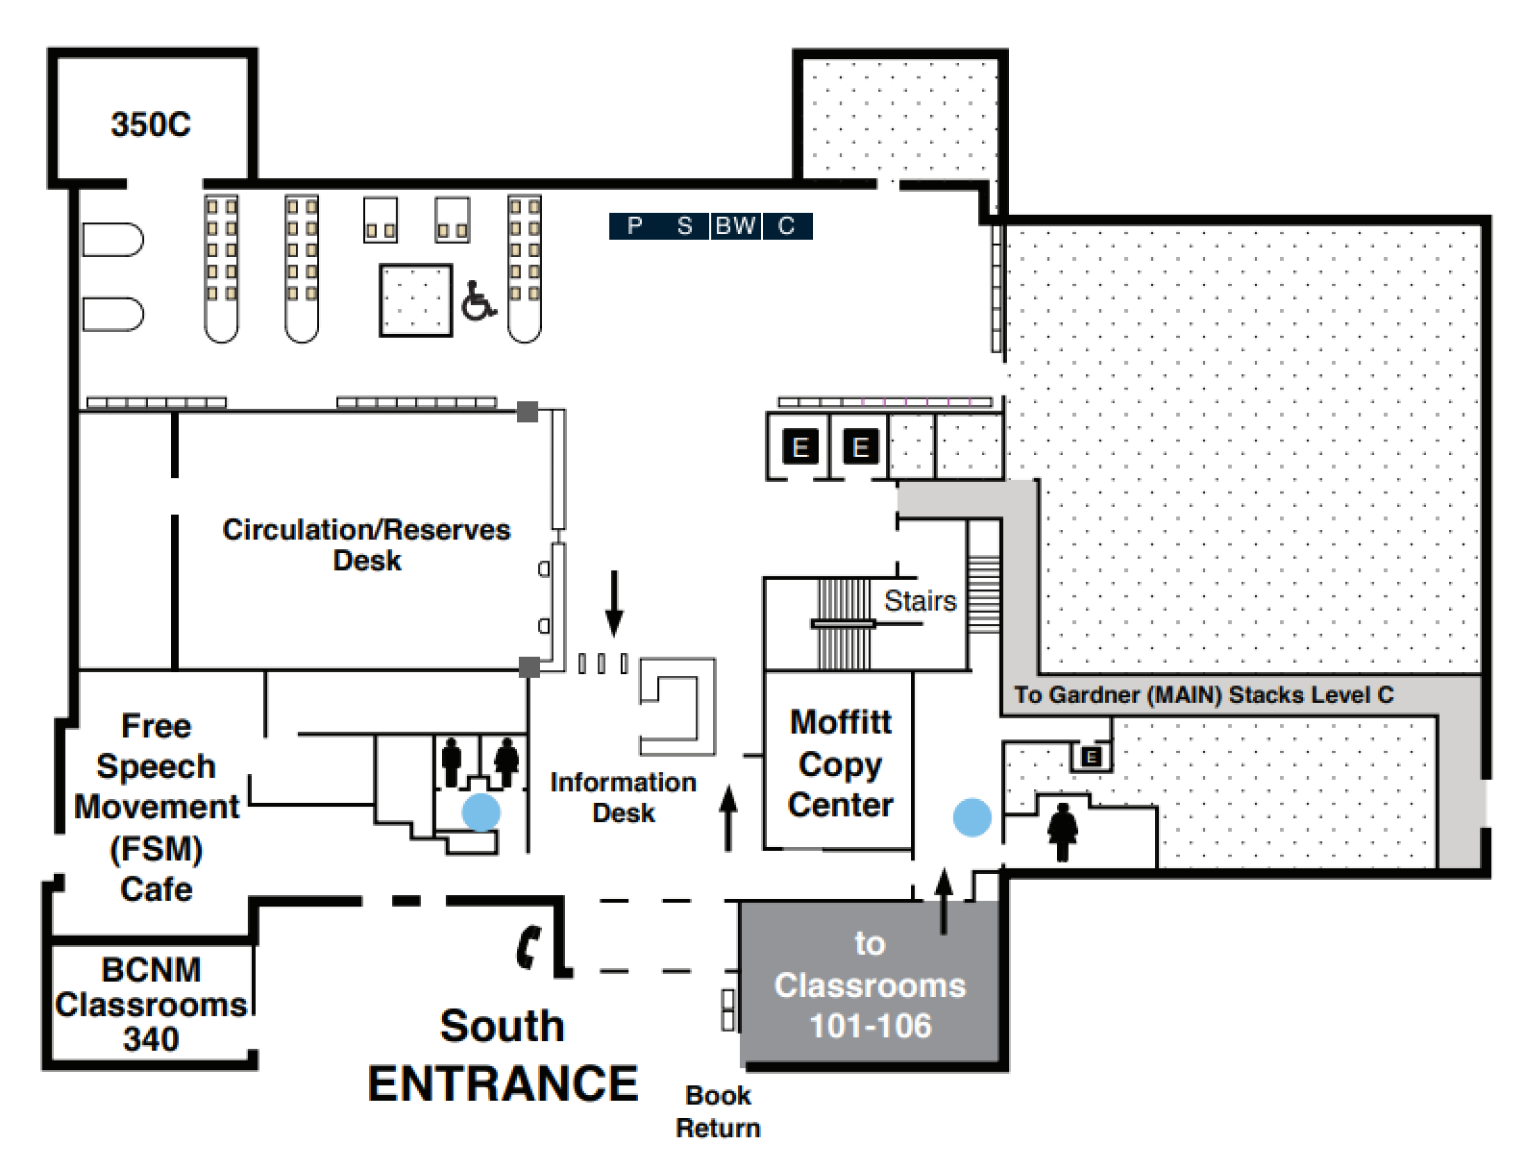 350C
P S BW C
E E
Circulation/Reserves
Desk
Stairs
To Gardner (MAIN) Stacks Level C
Free
Speech
Movement
(FSM)
Cafe
Moffitt
Copy
Center
E
Information
Desk
BCNM
Classrooms
340
to
Classrooms
101-106
South
ENTRANCE
Book
Return